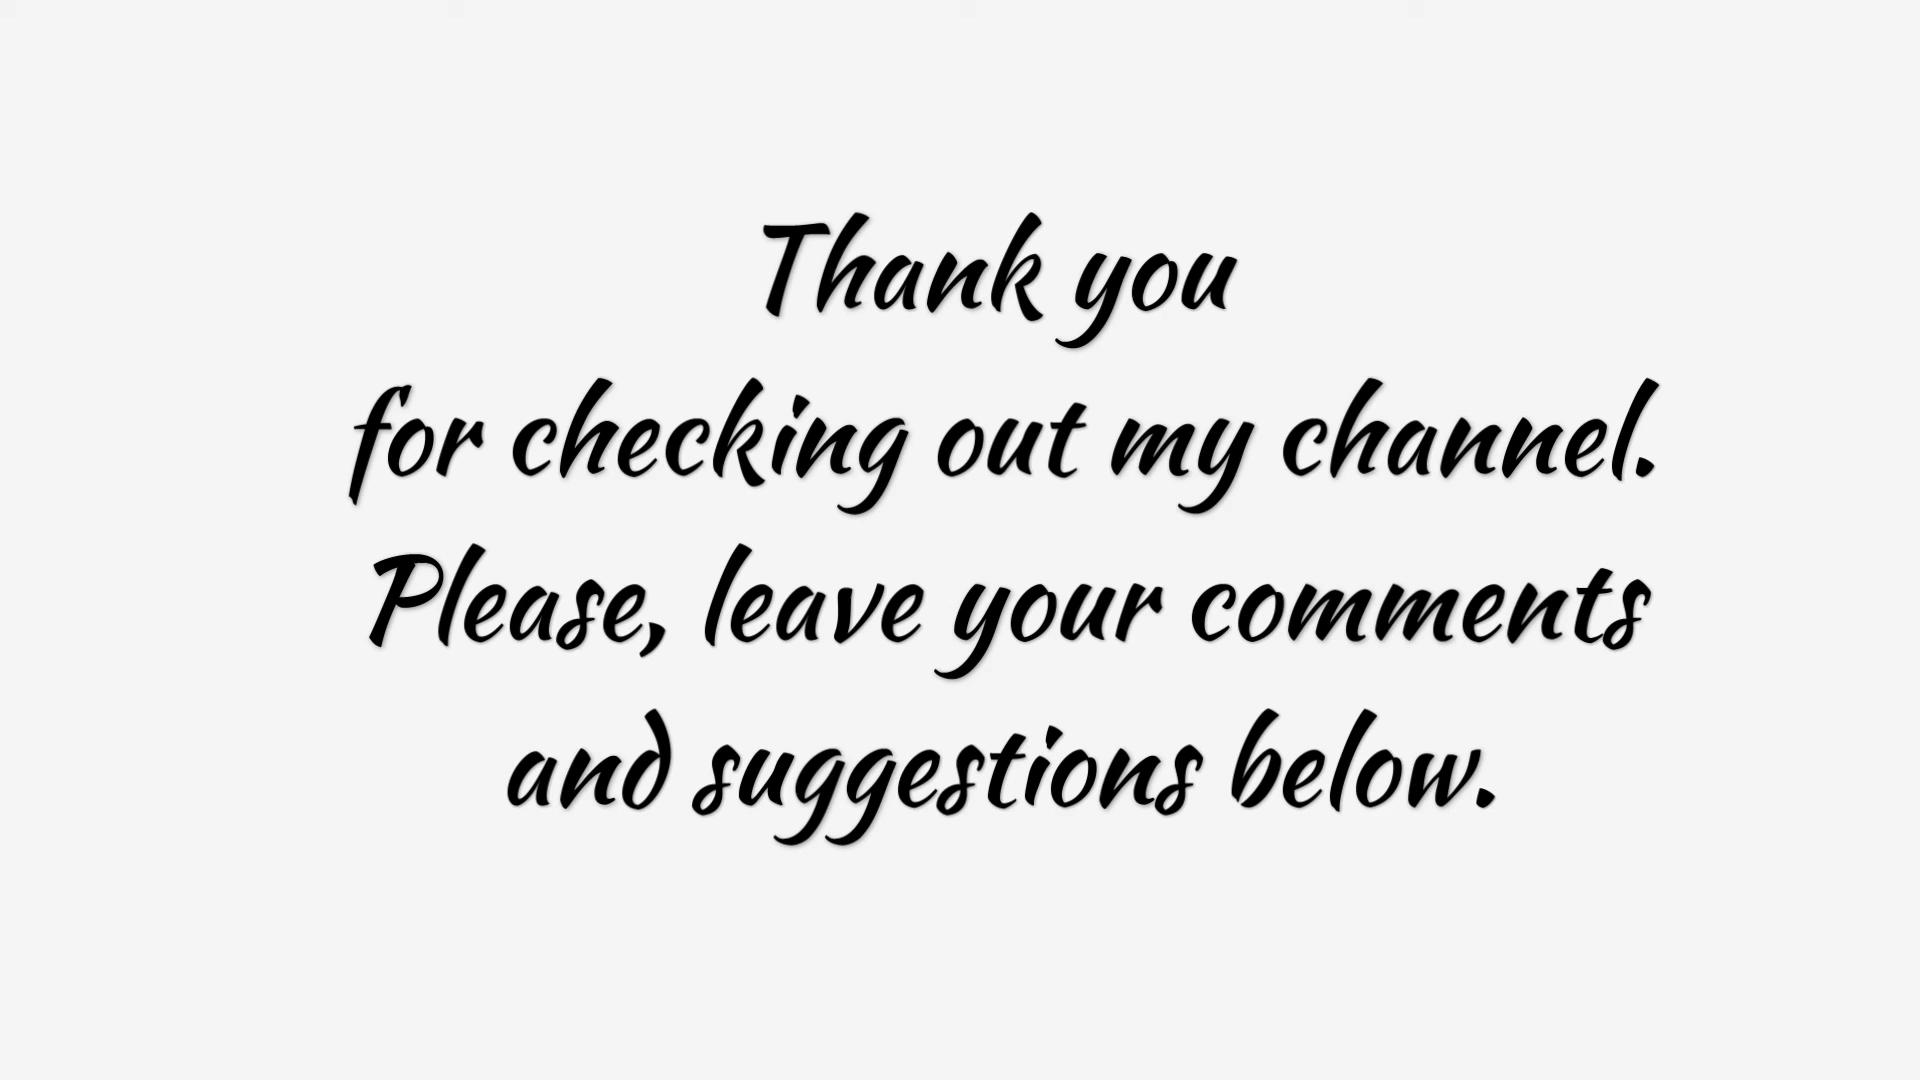 Thank you
for checking out my channel.
Please, leave your comments
and suggestions below.